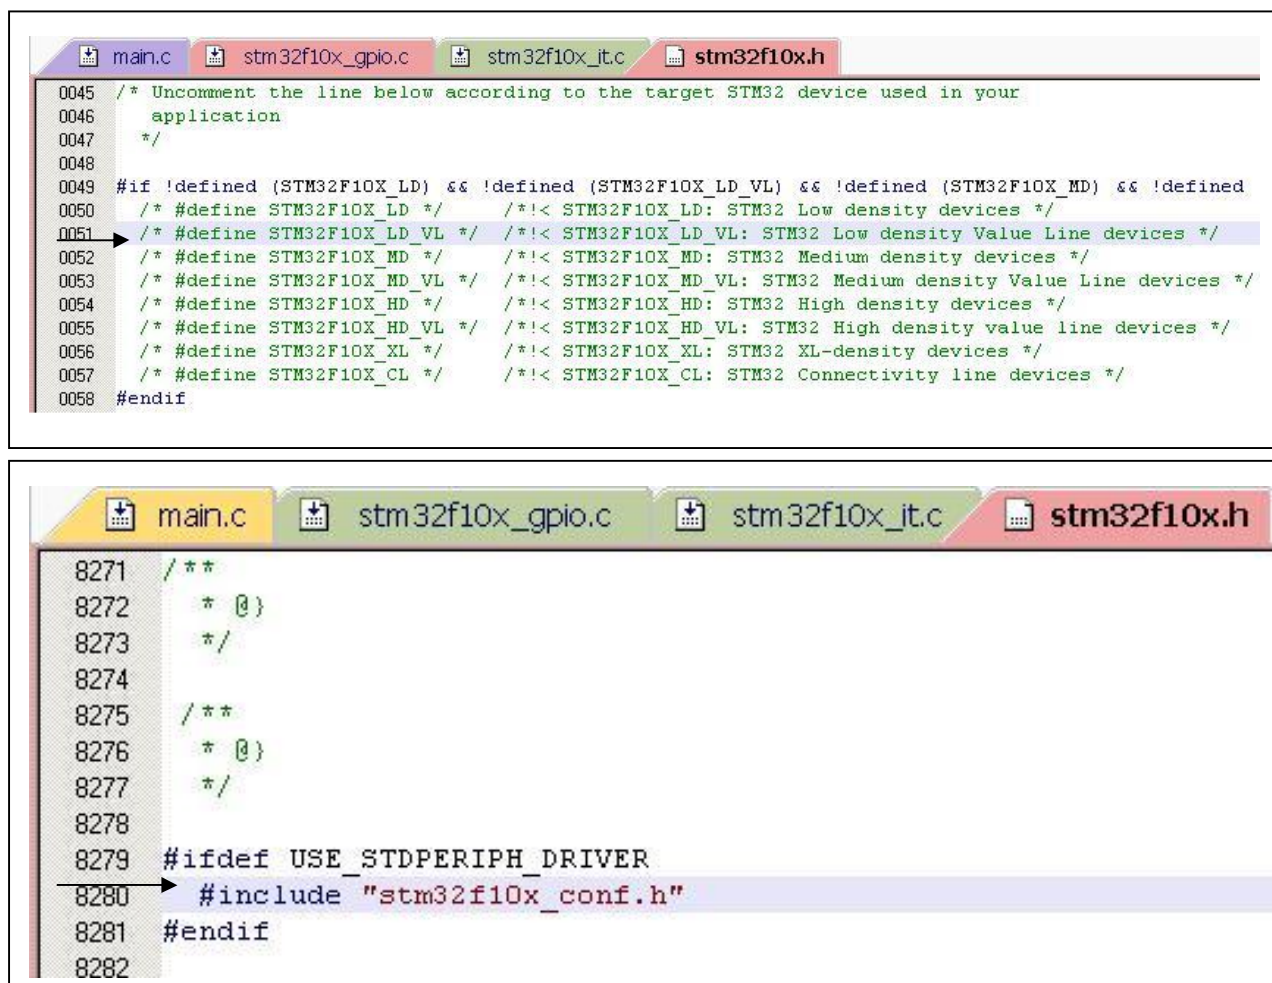 main.c stm32f10x_gpio.c stm32f10x_it.c stm32f10x.h
0045 /* Uncomment the line below according to the target STM32 device used in your
0046 application
0047 */
0048
0049 #if !defined (STM32F10X_LD) && !defined (STM32F10X_LD_VL) && !defined (STM32F10X_MD) && !defined
0050 /* #define STM32F10X_LD */ /*!< STM32F10X_LD: STM32 Low density devices */
0051 /* #define STM32F10X_LD_VL */ /*!< STM32F10X_LD_VL: STM32 Low density Value Line devices */
0052 /* #define STM32F10X_MD */ /*!< STM32F10X_MD: STM32 Medium density devices */
0053 /* #define STM32F10X_MD_VL */ /*!< STM32F10X_MD_VL: STM32 Medium density Value Line devices */
0054 /* #define STM32F10X_HD */ /*!< STM32F10X_HD: STM32 High density devices */
0055 /* #define STM32F10X_HD_VL */ /*!< STM32F10X_HD_VL: STM32 High density value line devices */
0056 /* #define STM32F10X_XL */ /*!< STM32F10X_XL: STM32 XL-density devices */
0057 /* #define STM32F10X_CL */ /*!< STM32F10X_CL: STM32 Connectivity line devices */
0058 #endif
main.c stm32f10x_gpio.c stm32f10x_it.c stm32f10x.h
8271 /**
8272 * @}
8273 */
8274
8275 /**
8276 * @}
8277 */
8278
8279 #ifdef USE_STDPERIPH_DRIVER
8280 #include "stm32f10x_conf.h"
8281 #endif
8282